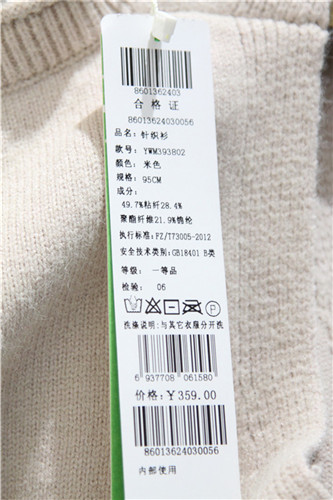 8601362403
合格证
86013624030056
品名: 针织衫
款号: YWM393802
颜色: 米色
规格: 95CM
成分:
49.7%粘纤28.4%
聚酯纤维21.9%锦纶
执行标准: FZ/T73005-2012
安全技术类别: GB18401 B类
等级: 一等品
检验: 06
P
洗涤说明:与其它衣服分开洗
6 937708 061580
价格: ¥359.00
86013624030056
内部使用